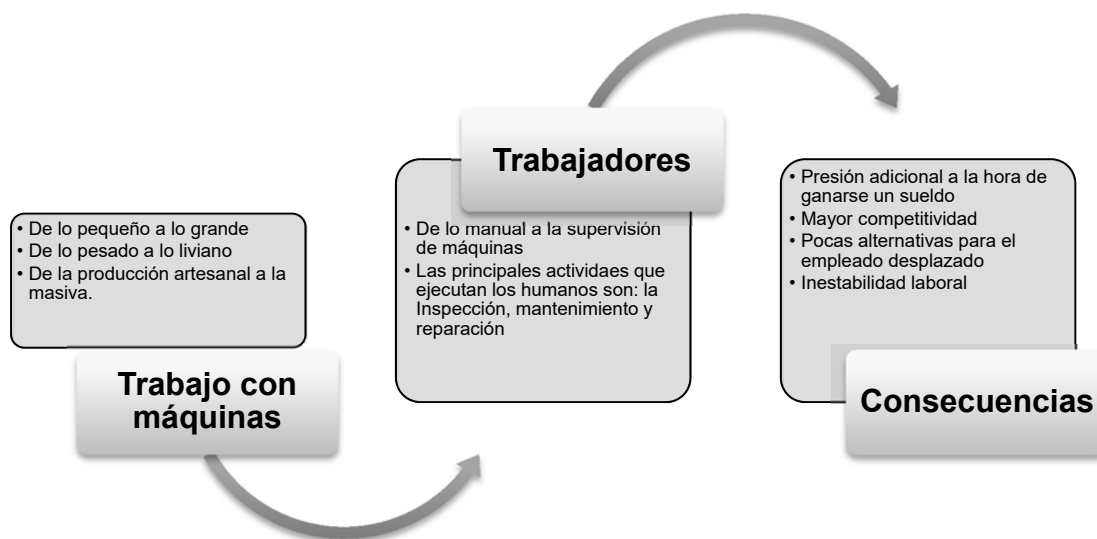 • De lo pequeño a lo grande
• De lo pesado a lo liviano
• De la producción artesanal a la
masiva.
Trabajo con
máquinas
Trabajadores
• De lo manual a la supervisión
de máquinas
• Las principales actividaes que
ejecutan los humanos son: la
Inspección, mantenimiento y
reparación
• Presión adicional a la hora de
ganarse un sueldo
• Mayor competitividad
• Pocas alternativas para el
empleado desplazado
• Inestabilidad laboral
Consecuencias